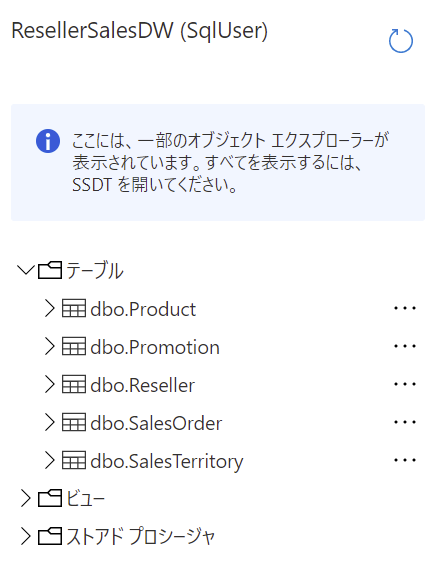 ResellerSalesDW (SqlUser)
ここには、一部のオブジェクト エクスプローラーが
表示されています。すべてを表示するには、
SSDT を開いてください。
テーブル
dbo.Product
dbo.Promotion
dbo.Reseller
dbo.SalesOrder
dbo.SalesTerritory
ビュー
ストアド プロシージャ